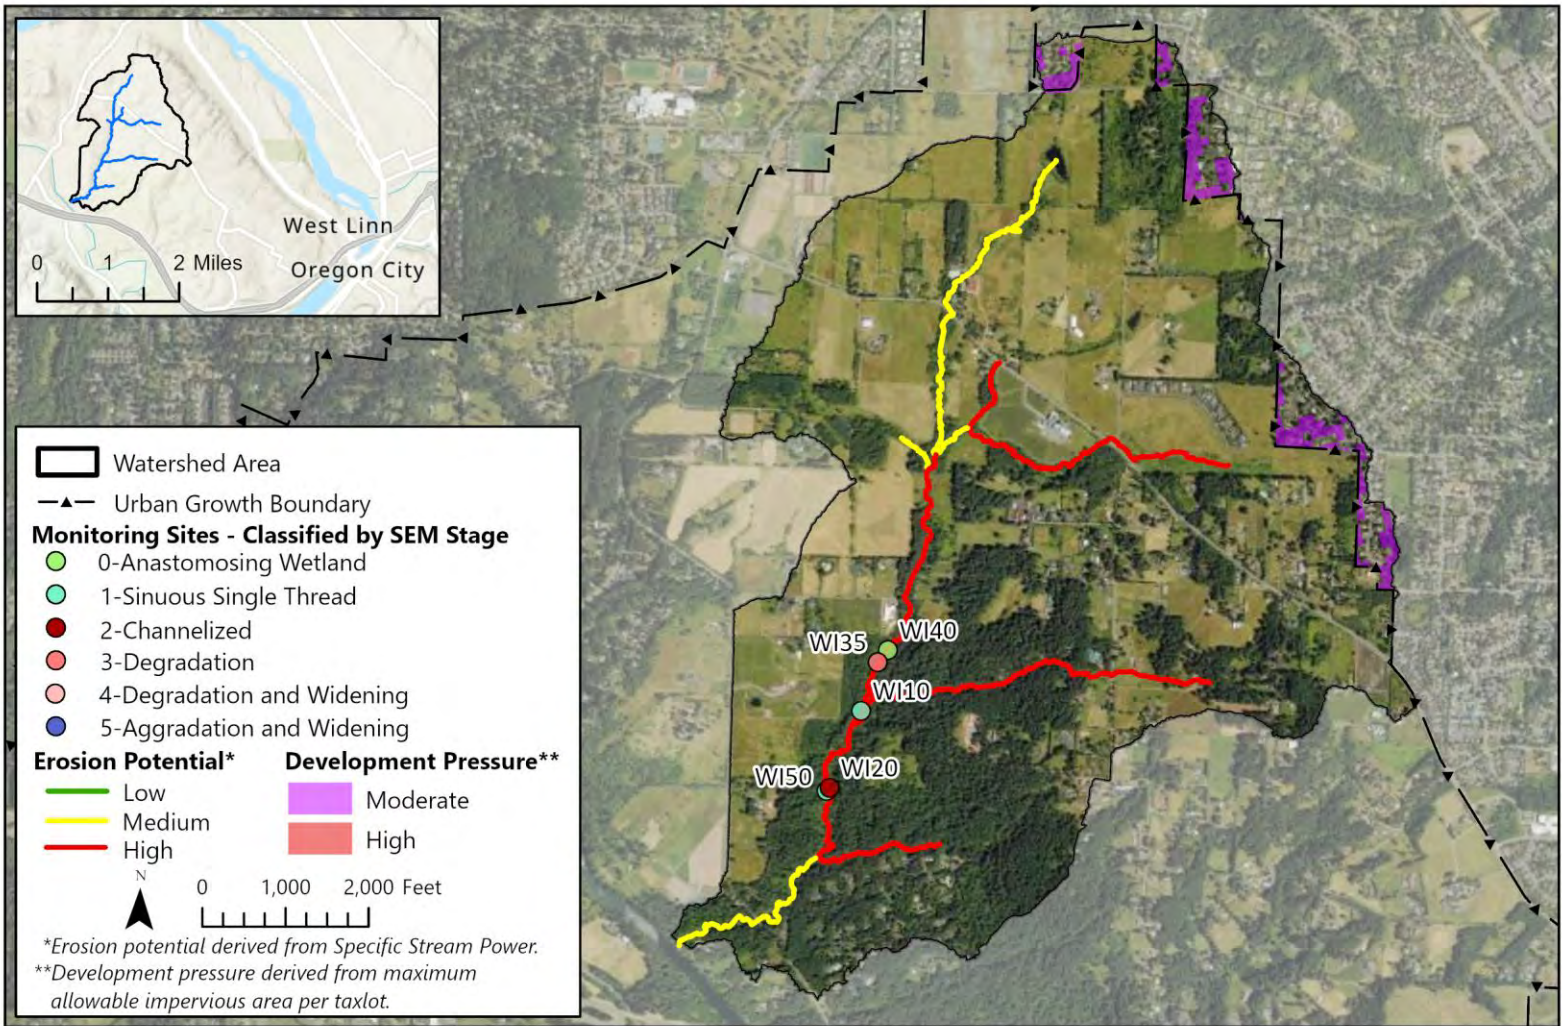 West Linn
Oregon City
0 1 2 Miles
Watershed Area
Urban Growth Boundary
Monitoring Sites - Classified by SEM Stage
0-Anastomosing Wetland
1-Sinuous Single Thread
2-Channelized
3-Degradation
4-Degradation and Widening
5-Aggradation and Widening
Erosion Potential*
Low
Medium
High
Development Pressure**
Moderate
High
N
0 1,000 2,000 Feet
*Erosion potential derived from Specific Stream Power.
**Development pressure derived from maximum
allowable impervious area per taxlot.
WI40
WI35
WI10
WI20
WI50